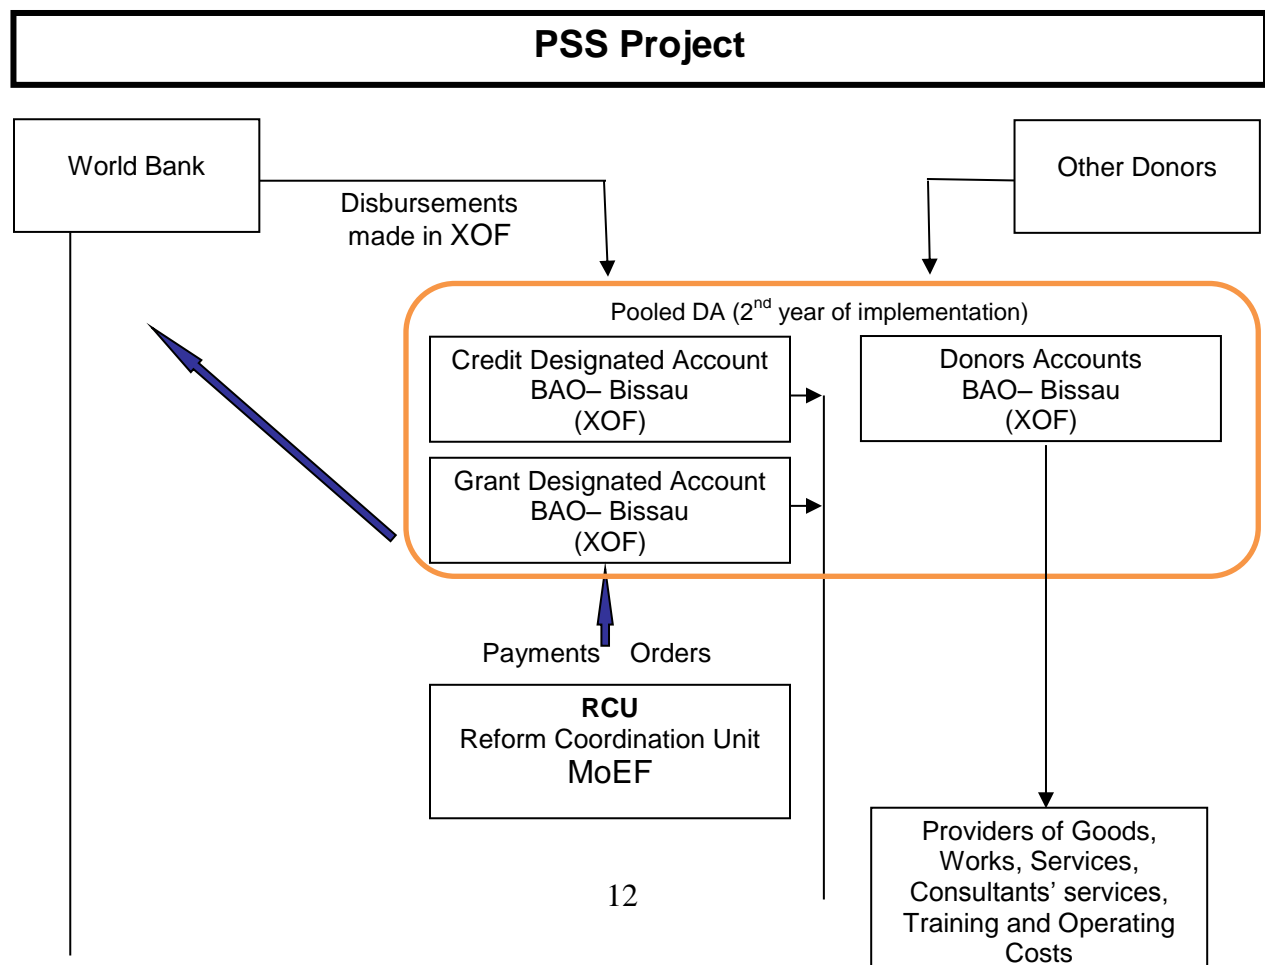 PSS Project
World Bank
Other Donors
Disbursements
made in XOF
Pooled DA (2nd year of implementation)
Credit Designated Account
BAO– Bissau
(XOF)
Donors Accounts
BAO– Bissau
(XOF)
Grant Designated Account
BAO– Bissau
(XOF)
Payments Orders
RCU
Reform Coordination Unit
MoEF
Providers of Goods,
Works, Services,
Consultants’ services,
Training and Operating
Costs
12